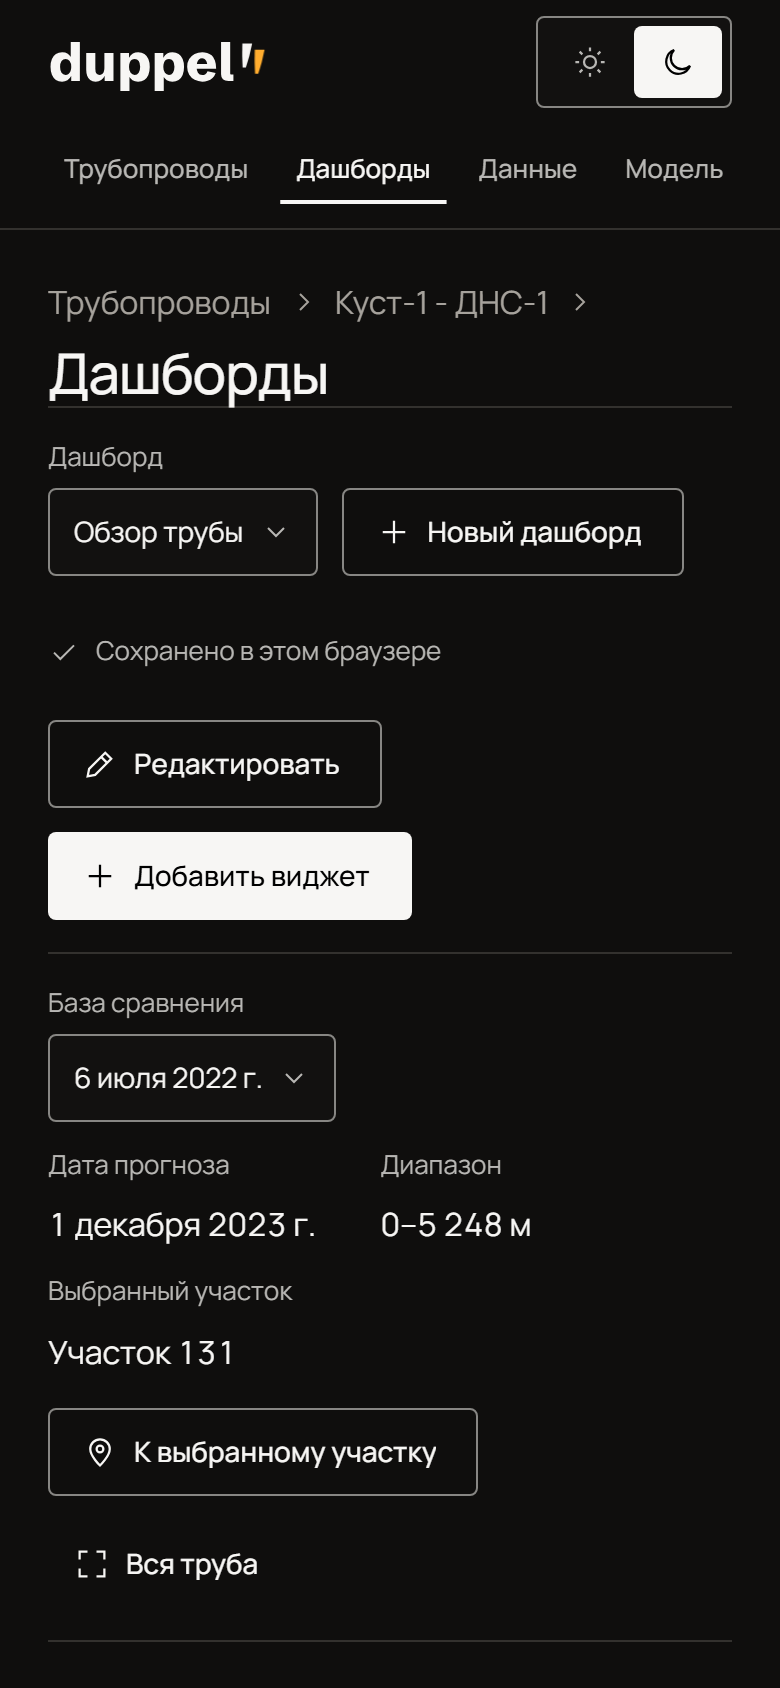 duppel
Трубопроводы Дашборды Данные Модель
Трубопроводы > Куст-1 - ДНС-1 >
Дашборды
Дашборд
Обзор трубы + Новый дашборд
Сохранено в этом браузере
Редактировать
+ Добавить виджет
База сравнения
6 июля 2022 г.
Дата прогноза Диапазон
1 декабря 2023 г. 0–5 248 м
Выбранный участок
Участок 131
К выбранному участку
Вся труба